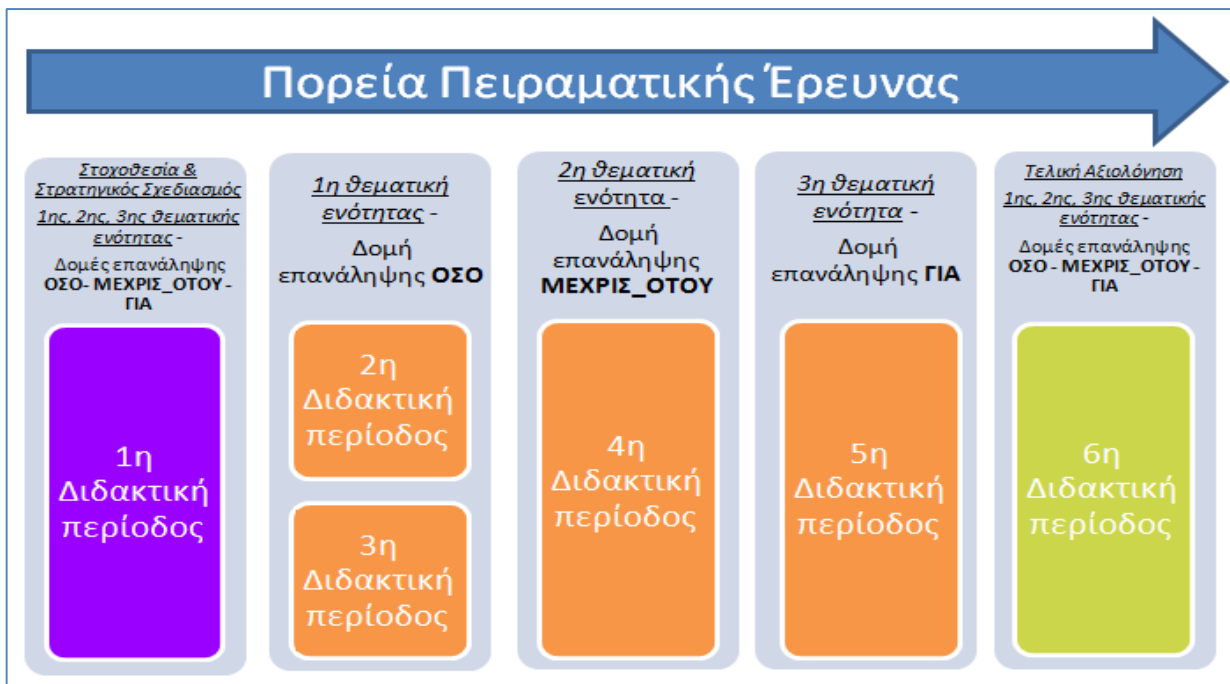 Πορεία Πειραματικής Έρευνας
Στοχοθεσία &
Στρατηγικός Σχεδιασμός
1ης, 2ης, 3ης θεματικής
ενότητας -
Δομές επανάληψης
ΟΣΟ- ΜΕΧΡΙΣ_ΟΤΟΥ -
ΓΙΑ
1η
Διδακτική
περίοδος
1η θεματική
ενότητας -
Δομή
επανάληψης ΟΣΟ
2η
Διδακτική
περίοδος
3η
Διδακτική
περίοδος
2η θεματική
ενότητα -
Δομή
επανάληψης
ΜΕΧΡΙΣ_ΟΤΟΥ
4η
Διδακτική
περίοδος
3η θεματική
ενότητα -
Δομή
επανάληψης ΓΙΑ
5η
Διδακτική
περίοδος
Τελική Αξιολόγηση
1ης, 2ης, 3ης θεματικής
ενότητας -
Δομές επανάληψης
ΟΣΟ - ΜΕΧΡΙΣ_ΟΤΟΥ -
ΓΙΑ
6η
Διδακτική
περίοδος